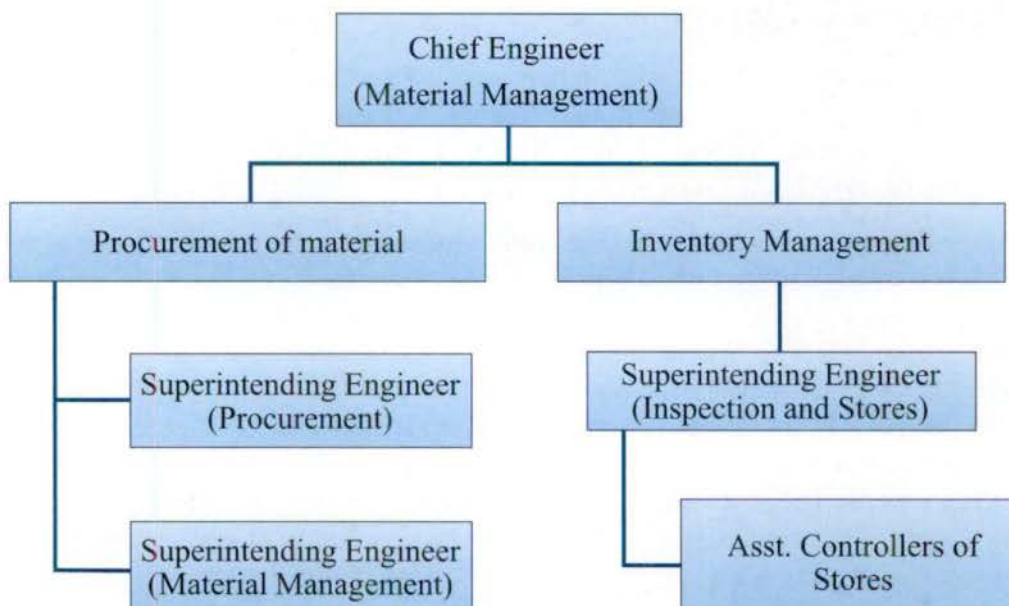 Chief Engineer
(Material Management)
Procurement of material
Inventory Management
Superintending Engineer
(Procurement)
Superintending Engineer
(Inspection and Stores)
Superintending Engineer
(Material Management)
Asst. Controllers of
Stores